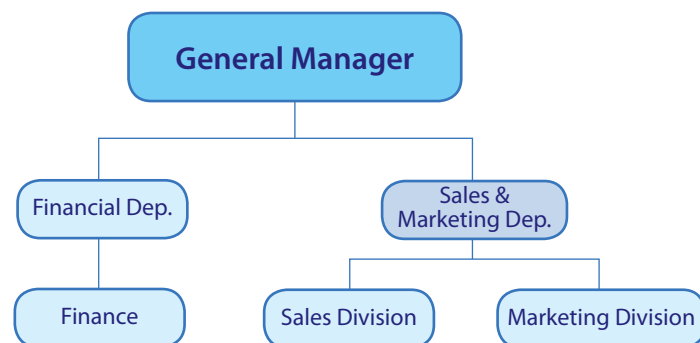 General Manager
Financial Dep.
Sales &
Marketing Dep.
Finance
Sales Division
Marketing Division